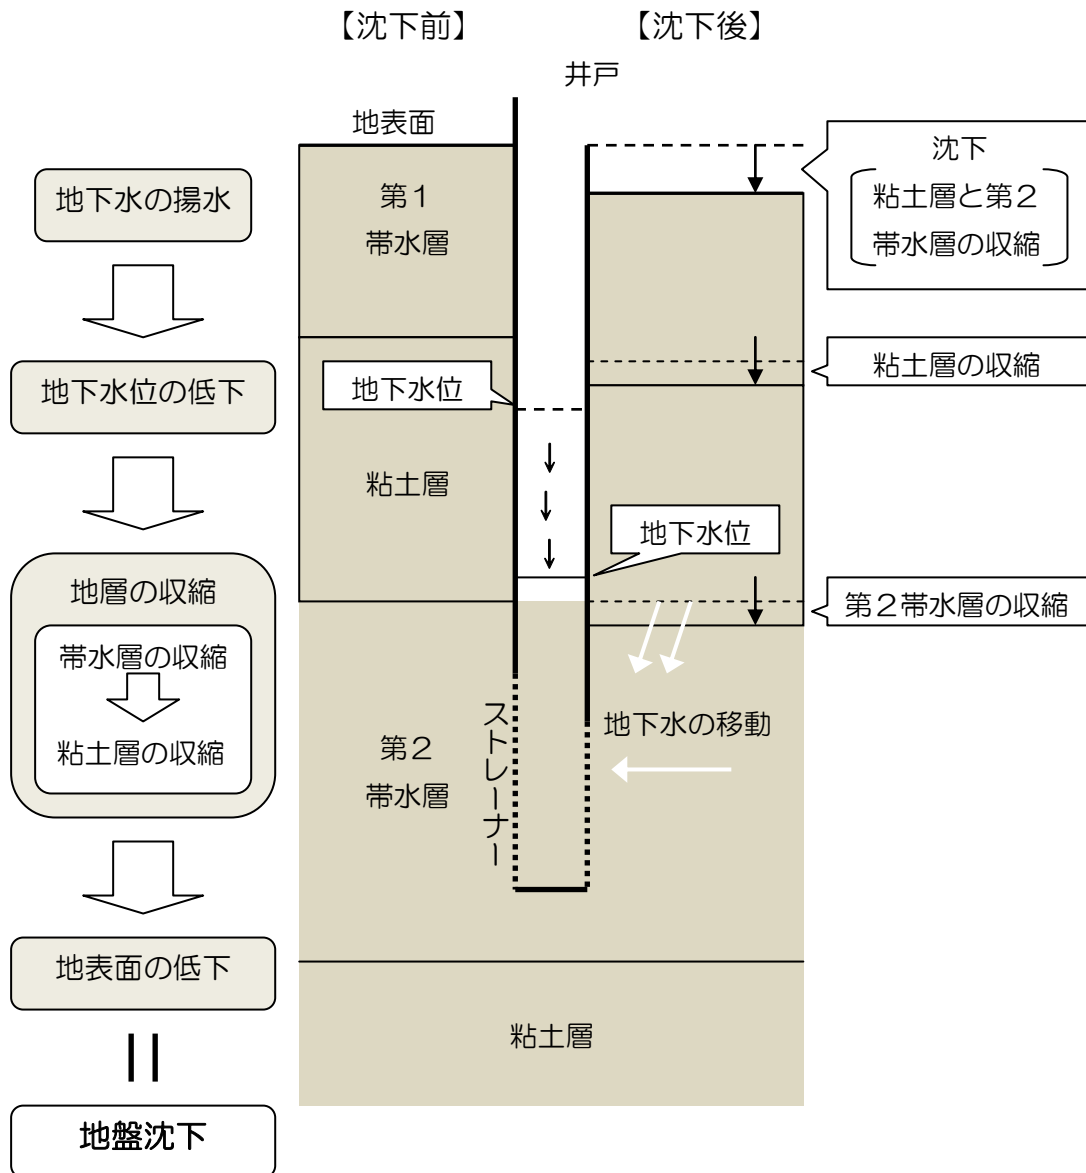 【沈下前】
【沈下後】
井戸
地表面
地下水の揚水
地下水位の低下
地層の収縮
帯水層の収縮
粘土層の収縮
地表面の低下
地盤沈下
第１
帯水層
地下水位
粘土層
第２
帯水層
ストレーナー
粘土層
沈下
粘土層と第２
帯水層の収縮
粘土層の収縮
地下水位
第２帯水層の収縮
地下水の移動